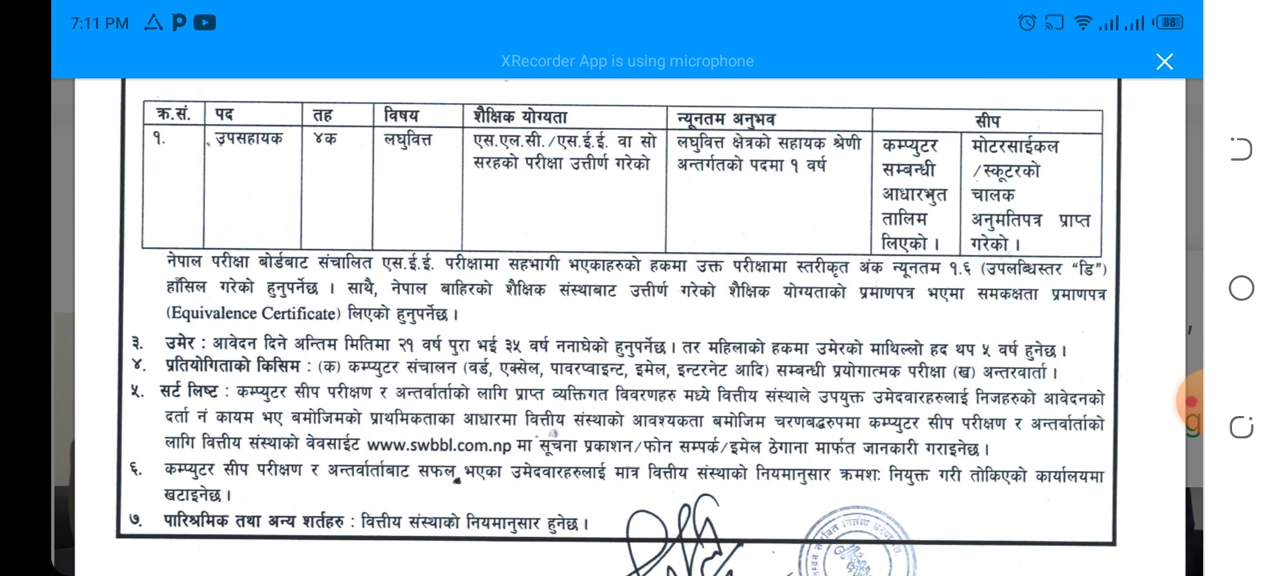 7:11 PM
88
XRecorder App is using microphone
क्र.सं. पद तह विषय शैक्षिक योग्यता न्यूनतम अनुभव सीप
१. उपसहायक ४क लघुवित्त एस.एल.सी./एस.ई.ई. वा सो लघुवित्त क्षेत्रको सहायक श्रेणी कम्प्युटर मोटरसाईकल
सरहको परीक्षा उत्तीर्ण गरेको अन्तर्गतको पदमा १ वर्ष सम्बन्धी /स्कूटरको
आधारभुत चालक
तालिम अनुमतिपत्र प्राप्त
लिएको । गरेको ।
नेपाल परीक्षा बोर्डबाट संचालित एस.ई.ई. परीक्षामा सहभागी भएकाहरुको हकमा उक्त परीक्षामा स्तरीकृत अंक न्यूनतम १.६ (उपलब्धिस्तर “डि”)
हाँसिल गरेको हुनुपर्नेछ । साथै, नेपाल बाहिरको शैक्षिक संस्थाबाट उत्तीर्ण गरेको शैक्षिक योग्यताको प्रमाणपत्र भएमा समकक्षता प्रमाणपत्र
(Equivalence Certificate) लिएको हुनुपर्नेछ ।
३. उमेर : आवेदन दिने अन्तिम मितिमा २१ वर्ष पुरा भई ३५ वर्ष ननाघेको हुनुपर्नेछ । तर महिलाको हकमा उमेरको माथिल्लो हद थप ५ वर्ष हुनेछ ।
४. प्रतियोगिताको किसिम : (क) कम्प्युटर संचालन (वर्ड, एक्सेल, पावरप्वाइन्ट, इमेल, इन्टरनेट आदि) सम्बन्धी प्रयोगात्मक परीक्षा (ख) अन्तरवार्ता ।
५. सर्ट लिष्ट : कम्प्युटर सीप परीक्षण र अन्तर्वार्ताको लागि प्राप्त व्यक्तिगत विवरणहरु मध्ये वित्तीय संस्थाले उपयुक्त उमेदवारहरुलाई निजहरुको आवेदनको
दर्ता नं कायम भए बमोजिमको प्राथमिकताका आधारमा वित्तीय संस्थाको आवश्यकता बमोजिम चरणबद्धरुपमा कम्प्युटर सीप परीक्षण र अन्तर्वार्ताको
लागि वित्तीय संस्थाको वेवसाईट www.swbbl.com.np मा सूचना प्रकाशन/फोन सम्पर्क/इमेल ठेगाना मार्फत जानकारी गराइनेछ ।
६. कम्प्युटर सीप परीक्षण र अन्तर्वार्ताबाट सफल भएका उमेदवारहरुलाई मात्र वित्तीय संस्थाको नियमानुसार क्रमशः नियुक्त गरी तोकिएको कार्यालयमा
खटाइनेछ ।
७. पारिश्रमिक तथा अन्य शर्तहरु : वित्तीय संस्थाको नियमानुसार हुनेछ ।